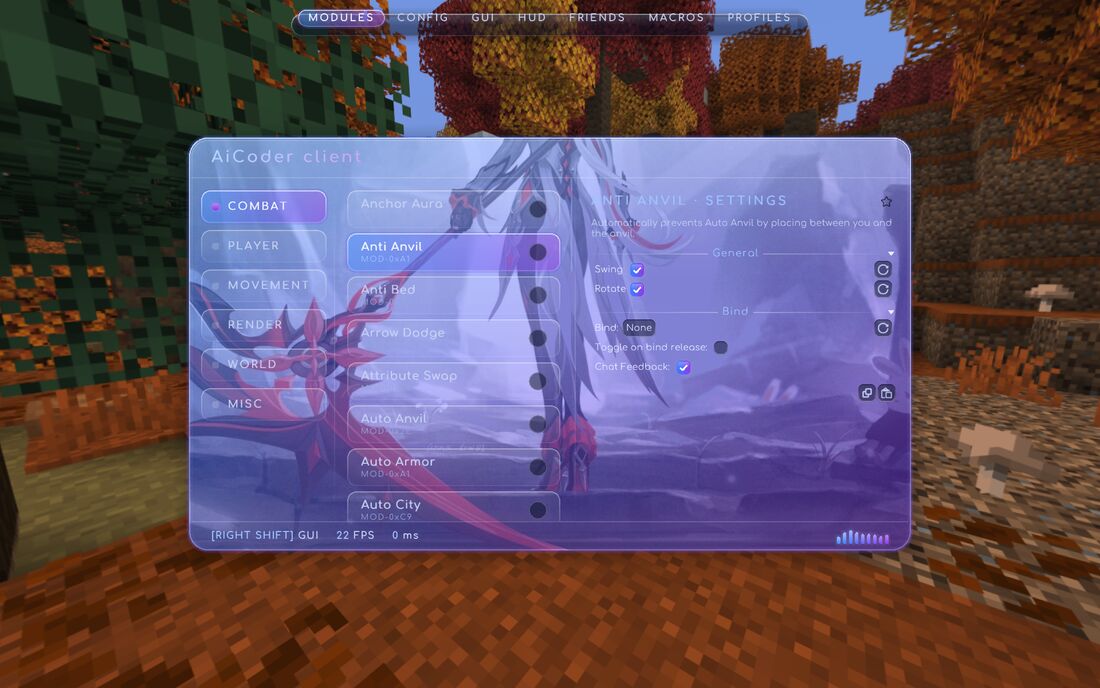 MODULES CONFIG GUI HUD FRIENDS MACROS PROFILES
AiCoder client
COMBAT
PLAYER
MOVEMENT
RENDER
WORLD
MISC
Anchor Aura
Anti Anvil
MOD-0xA1
Anti Bed
Arrow Dodge
Attribute Swap
Auto Anvil
Auto Armor
MOD-0xA1
Auto City
MOD-0xC9
ANTI ANVIL · SETTINGS
Automatically prevents Auto Anvil by placing between you and
the anvil.
General
Swing
Rotate
Bind
Bind: None
Toggle on bind release:
Chat Feedback:
[RIGHT SHIFT] GUI 22 FPS 0 ms